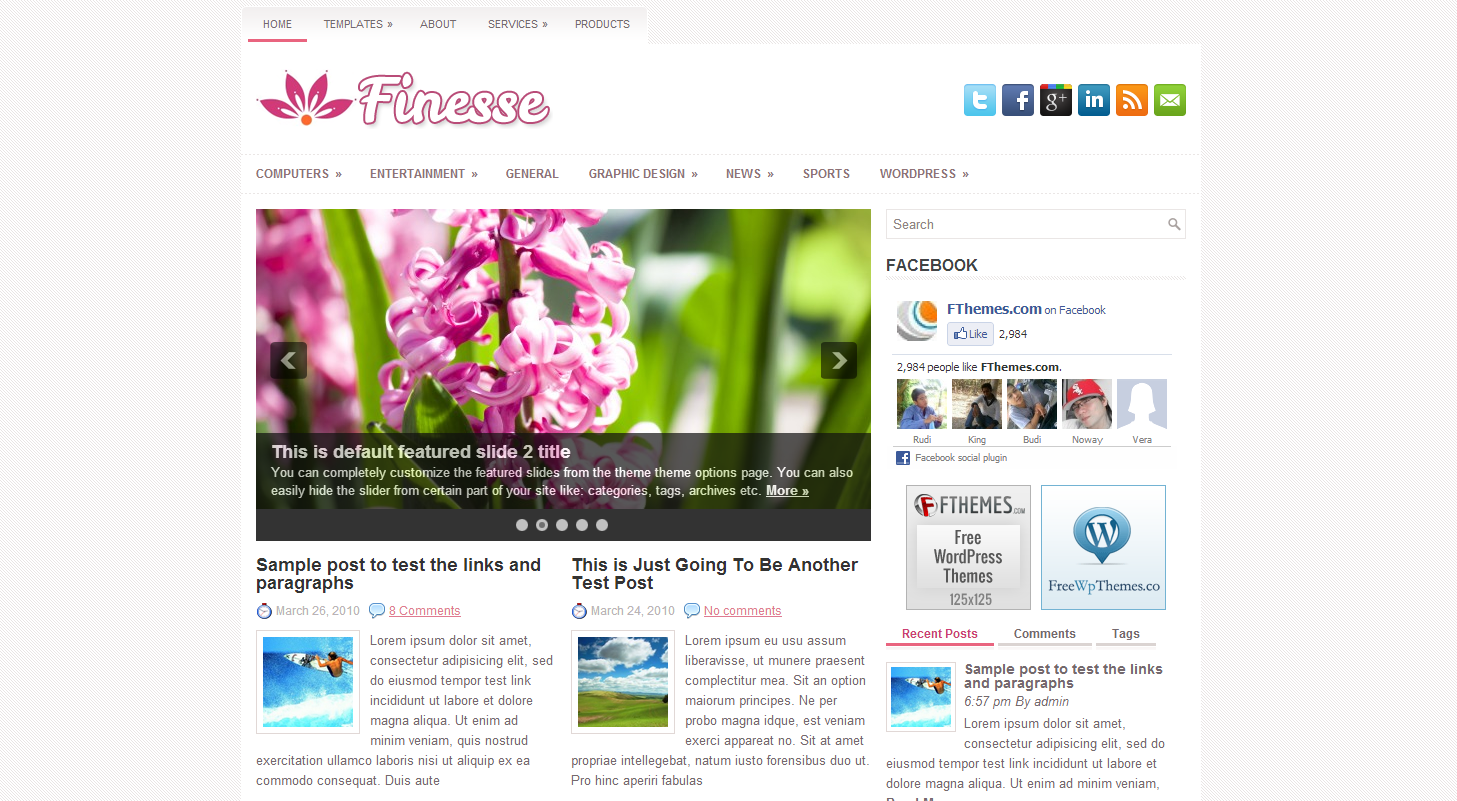 HOME TEMPLATES » ABOUT SERVICES » PRODUCTS
Finesse
COMPUTERS » ENTERTAINMENT » GENERAL GRAPHIC DESIGN » NEWS » SPORTS WORDPRESS »
This is default featured slide 2 title
You can completely customize the featured slides from the theme theme options page. You can also
easily hide the slider from certain part of your site like: categories, tags, archives etc. More »
Sample post to test the links and
paragraphs
March 26, 2010 8 Comments
Lorem ipsum dolor sit amet,
consectetur adipisicing elit, sed
do eiusmod tempor test link
incididunt ut labore et dolore
magna aliqua. Ut enim ad
minim veniam, quis nostrud
exercitation ullamco laboris nisi ut aliquip ex ea
commodo consequat. Duis aute
This is Just Going To Be Another
Test Post
March 24, 2010 No comments
Lorem ipsum eu usu assum
liberavisse, ut munere praesent
complectitur mea. Sit an option
maiorum principes. Ne per
probo magna idque, est veniam
exerci appareat no. Sit at amet
propriae intellegebat, natum iusto forensibus duo ut.
Pro hinc aperiri fabulas
Search
FACEBOOK
FThemes.com on Facebook
Like 2,984
2,984 people like FThemes.com.
Rudi King Budi Noway Vera
Facebook social plugin
FTHEMES.COM
Free
WordPress
Themes
125x125
FreeWpThemes.co
Recent Posts Comments Tags
Sample post to test the links
and paragraphs
6:57 pm By admin
Lorem ipsum dolor sit amet,
consectetur adipisicing elit, sed do
eiusmod tempor test link incididunt ut labore et
dolore magna aliqua. Ut enim ad minim veniam,